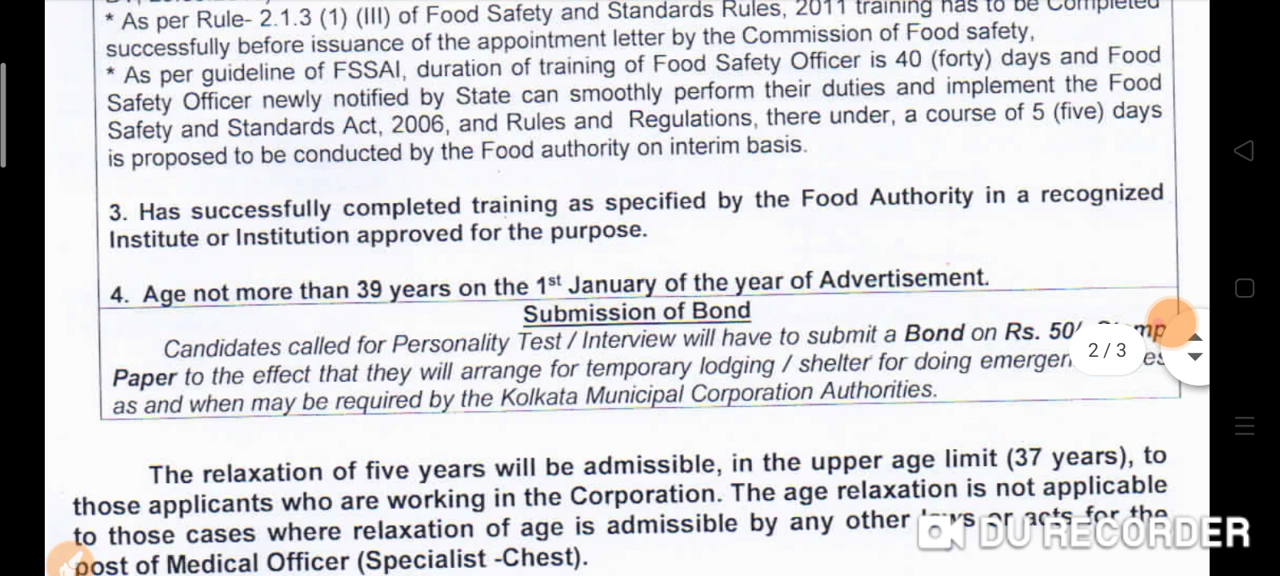 * As per Rule- 2.1.3 (1) (III) of Food Safety and Standards Rules, 2011 training has to be Completed
successfully before issuance of the appointment letter by the Commission of Food safety,
* As per guideline of FSSAI, duration of training of Food Safety Officer is 40 (forty) days and Food
Safety Officer newly notified by State can smoothly perform their duties and implement the Food
Safety and Standards Act, 2006, and Rules and Regulations, there under, a course of 5 (five) days
is proposed to be conducted by the Food authority on interim basis.
3. Has successfully completed training as specified by the Food Authority in a recognized
Institute or Institution approved for the purpose.
4. Age not more than 39 years on the 1st January of the year of Advertisement.
Submission of Bond
Candidates called for Personality Test / Interview will have to submit a Bond on Rs. 50/-
Paper to the effect that they will arrange for temporary lodging / shelter for doing
as and when may be required by the Kolkata Municipal Corporation Authorities.
2 / 3
The relaxation of five years will be admissible, in the upper age limit (37 years), to
those applicants who are working in the Corporation. The age relaxation is not applicable
to those cases where relaxation of age is admissible by any other or acts for the
post of Medical Officer (Specialist -Chest).
DU RECORDER